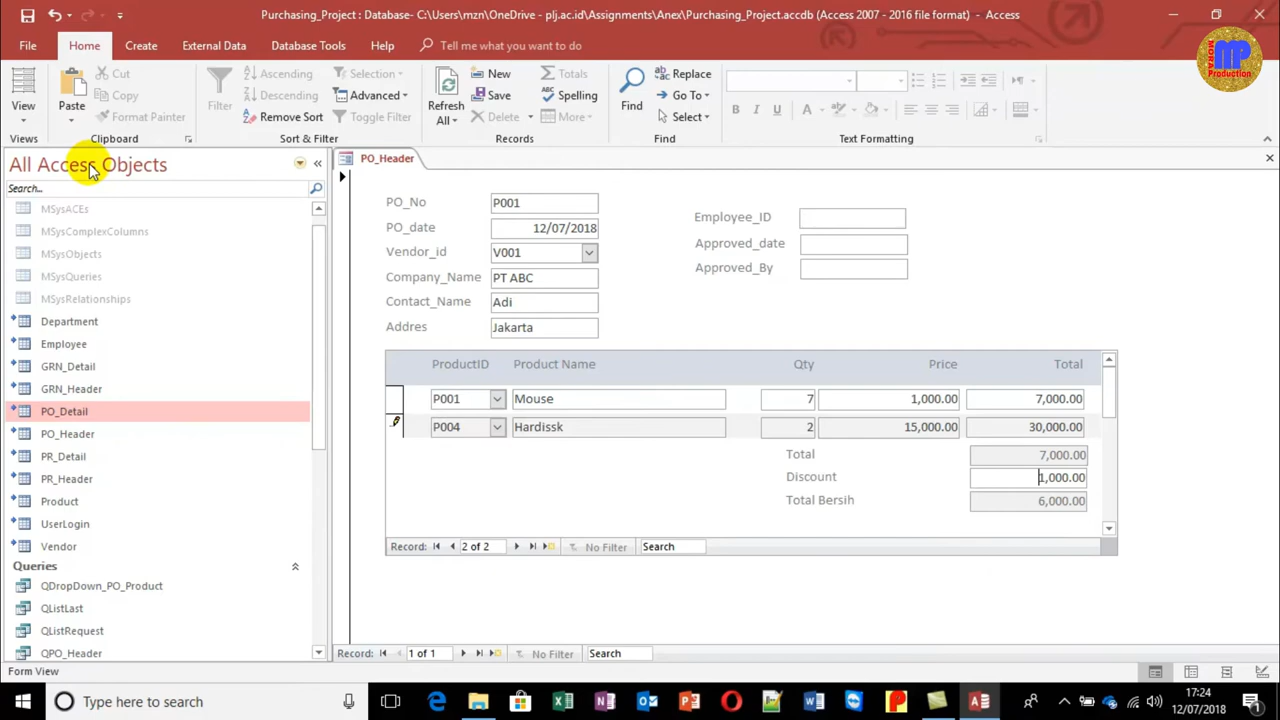 Purchasing_Project : Database- C:\Users\mzn\OneDrive - plj.ac.id\Assignments\Anex\Purchasing_Project.accdb (Access 2007 - 2016 file format) - Access
File Home Create External Data Database Tools Help Tell me what you want to do
MP
Production
View
Views
Paste
Cut
Copy
Format Painter
Clipboard
Filter
Ascending
Descending
Remove Sort
Selection
Advanced
Toggle Filter
Sort & Filter
Refresh All
New
Save
Delete
Totals
Spelling
More
Records
Find
Replace
Go To
Select
Find
B I U A
Text Formatting
All Access Objects
Search...
MSysACEs
MSysComplexColumns
MSysObjects
MSysQueries
MSysRelationships
Department
Employee
GRN_Detail
GRN_Header
PO_Detail
PO_Header
PR_Detail
PR_Header
Product
UserLogin
Vendor
Queries
QDropDown_PO_Product
QListLast
QListRequest
QPO_Header
PO_Header
PO_No P001
PO_date 12/07/2018
Vendor_id V001
Company_Name PT ABC
Contact_Name Adi
Addres Jakarta
Employee_ID
Approved_date
Approved_By
ProductID Product Name Qty Price Total
P001 Mouse 7 1,000.00 7,000.00
P004 Hardissk 2 15,000.00 30,000.00
Total 7,000.00
Discount 1,000.00
Total Bersih 6,000.00
Record: 2 of 2 No Filter Search
Record: 1 of 1 No Filter Search
Form View
Type here to search
17:24
12/07/2018